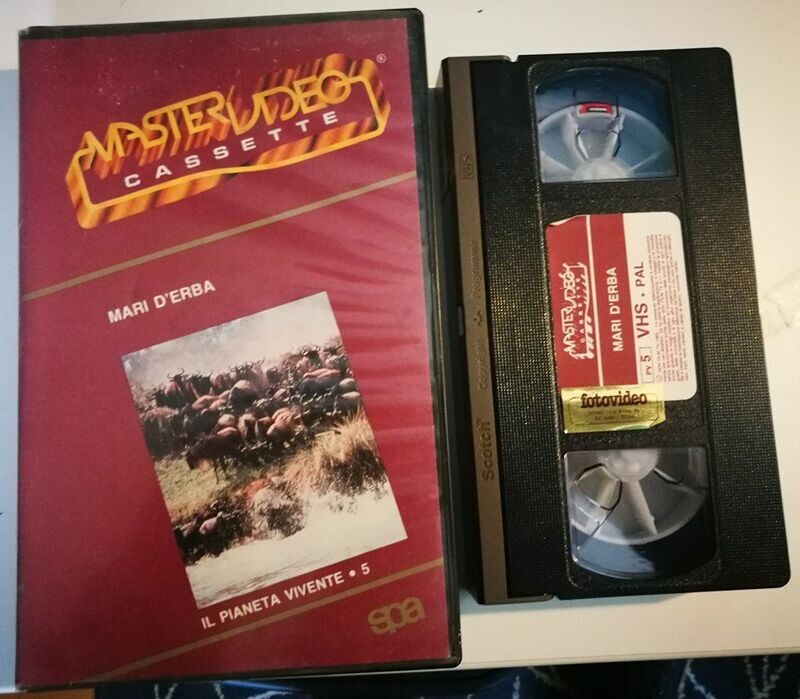 MASTERVIDEO®
CASSETTE
MARI D'ERBA
IL PIANETA VIVENTE • 5
spa
VHS
Scotch
MASTERVIDEO
CASSETTE
MARI D'ERBA
PV 5 VHS • PAL
fotovideo